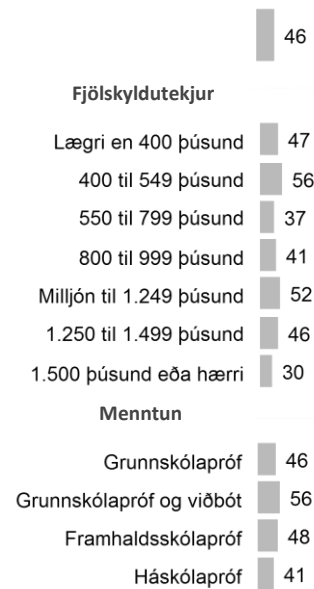 46
Fjölskyldutekjur
Lægri en 400 þúsund 47
400 til 549 þúsund 56
550 til 799 þúsund 37
800 til 999 þúsund 41
Milljón til 1.249 þúsund 52
1.250 til 1.499 þúsund 46
1.500 þúsund eða hærri 30
Menntun
Grunnskólapróf 46
Grunnskólapróf og viðbót 56
Framhaldsskólapróf 48
Háskólapróf 41